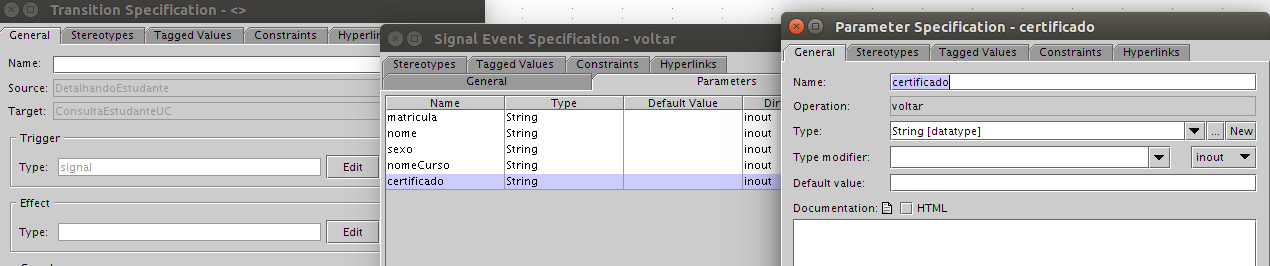 Transition Specification - <>
General Stereotypes Tagged Values Constraints Hyperlin
Name:
Source: DetalhandoEstudante
Target: ConsultaEstudanteUC
Trigger
Type: signal Edit
Effect
Type: Edit
Signal Event Specification - voltar
Stereotypes Tagged Values Constraints Hyperlinks
General Parameters
Name Type Default Value Dir
matricula String inout
nome String inout
sexo String inout
nomeCurso String inout
certificado String inout
Parameter Specification - certificado
General Stereotypes Tagged Values Constraints Hyperlinks
Name: certificado
Operation: voltar
Type: String [datatype] ... New
Type modifier: inout
Default value:
Documentation: HTML